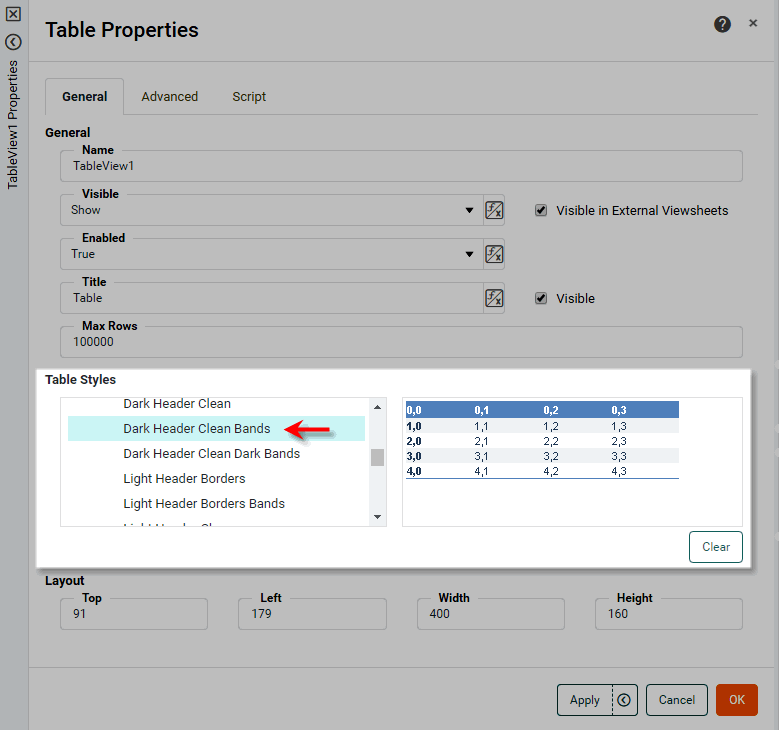 Table Properties
TableView1 Properties
General Advanced Script
General
Name
TableView1
Visible
Show
Visible in External Viewsheets
Enabled
True
Title
Table
Visible
Max Rows
100000
Table Styles
Dark Header Clean
Dark Header Clean Bands
Dark Header Clean Dark Bands
Light Header Borders
Light Header Borders Bands
0,0 0,1 0,2 0,3
1,0 1,1 1,2 1,3
2,0 2,1 2,2 2,3
3,0 3,1 3,2 3,3
4,0 4,1 4,2 4,3
Clear
Layout
Top Left Width Height
91 179 400 160
Apply Cancel OK